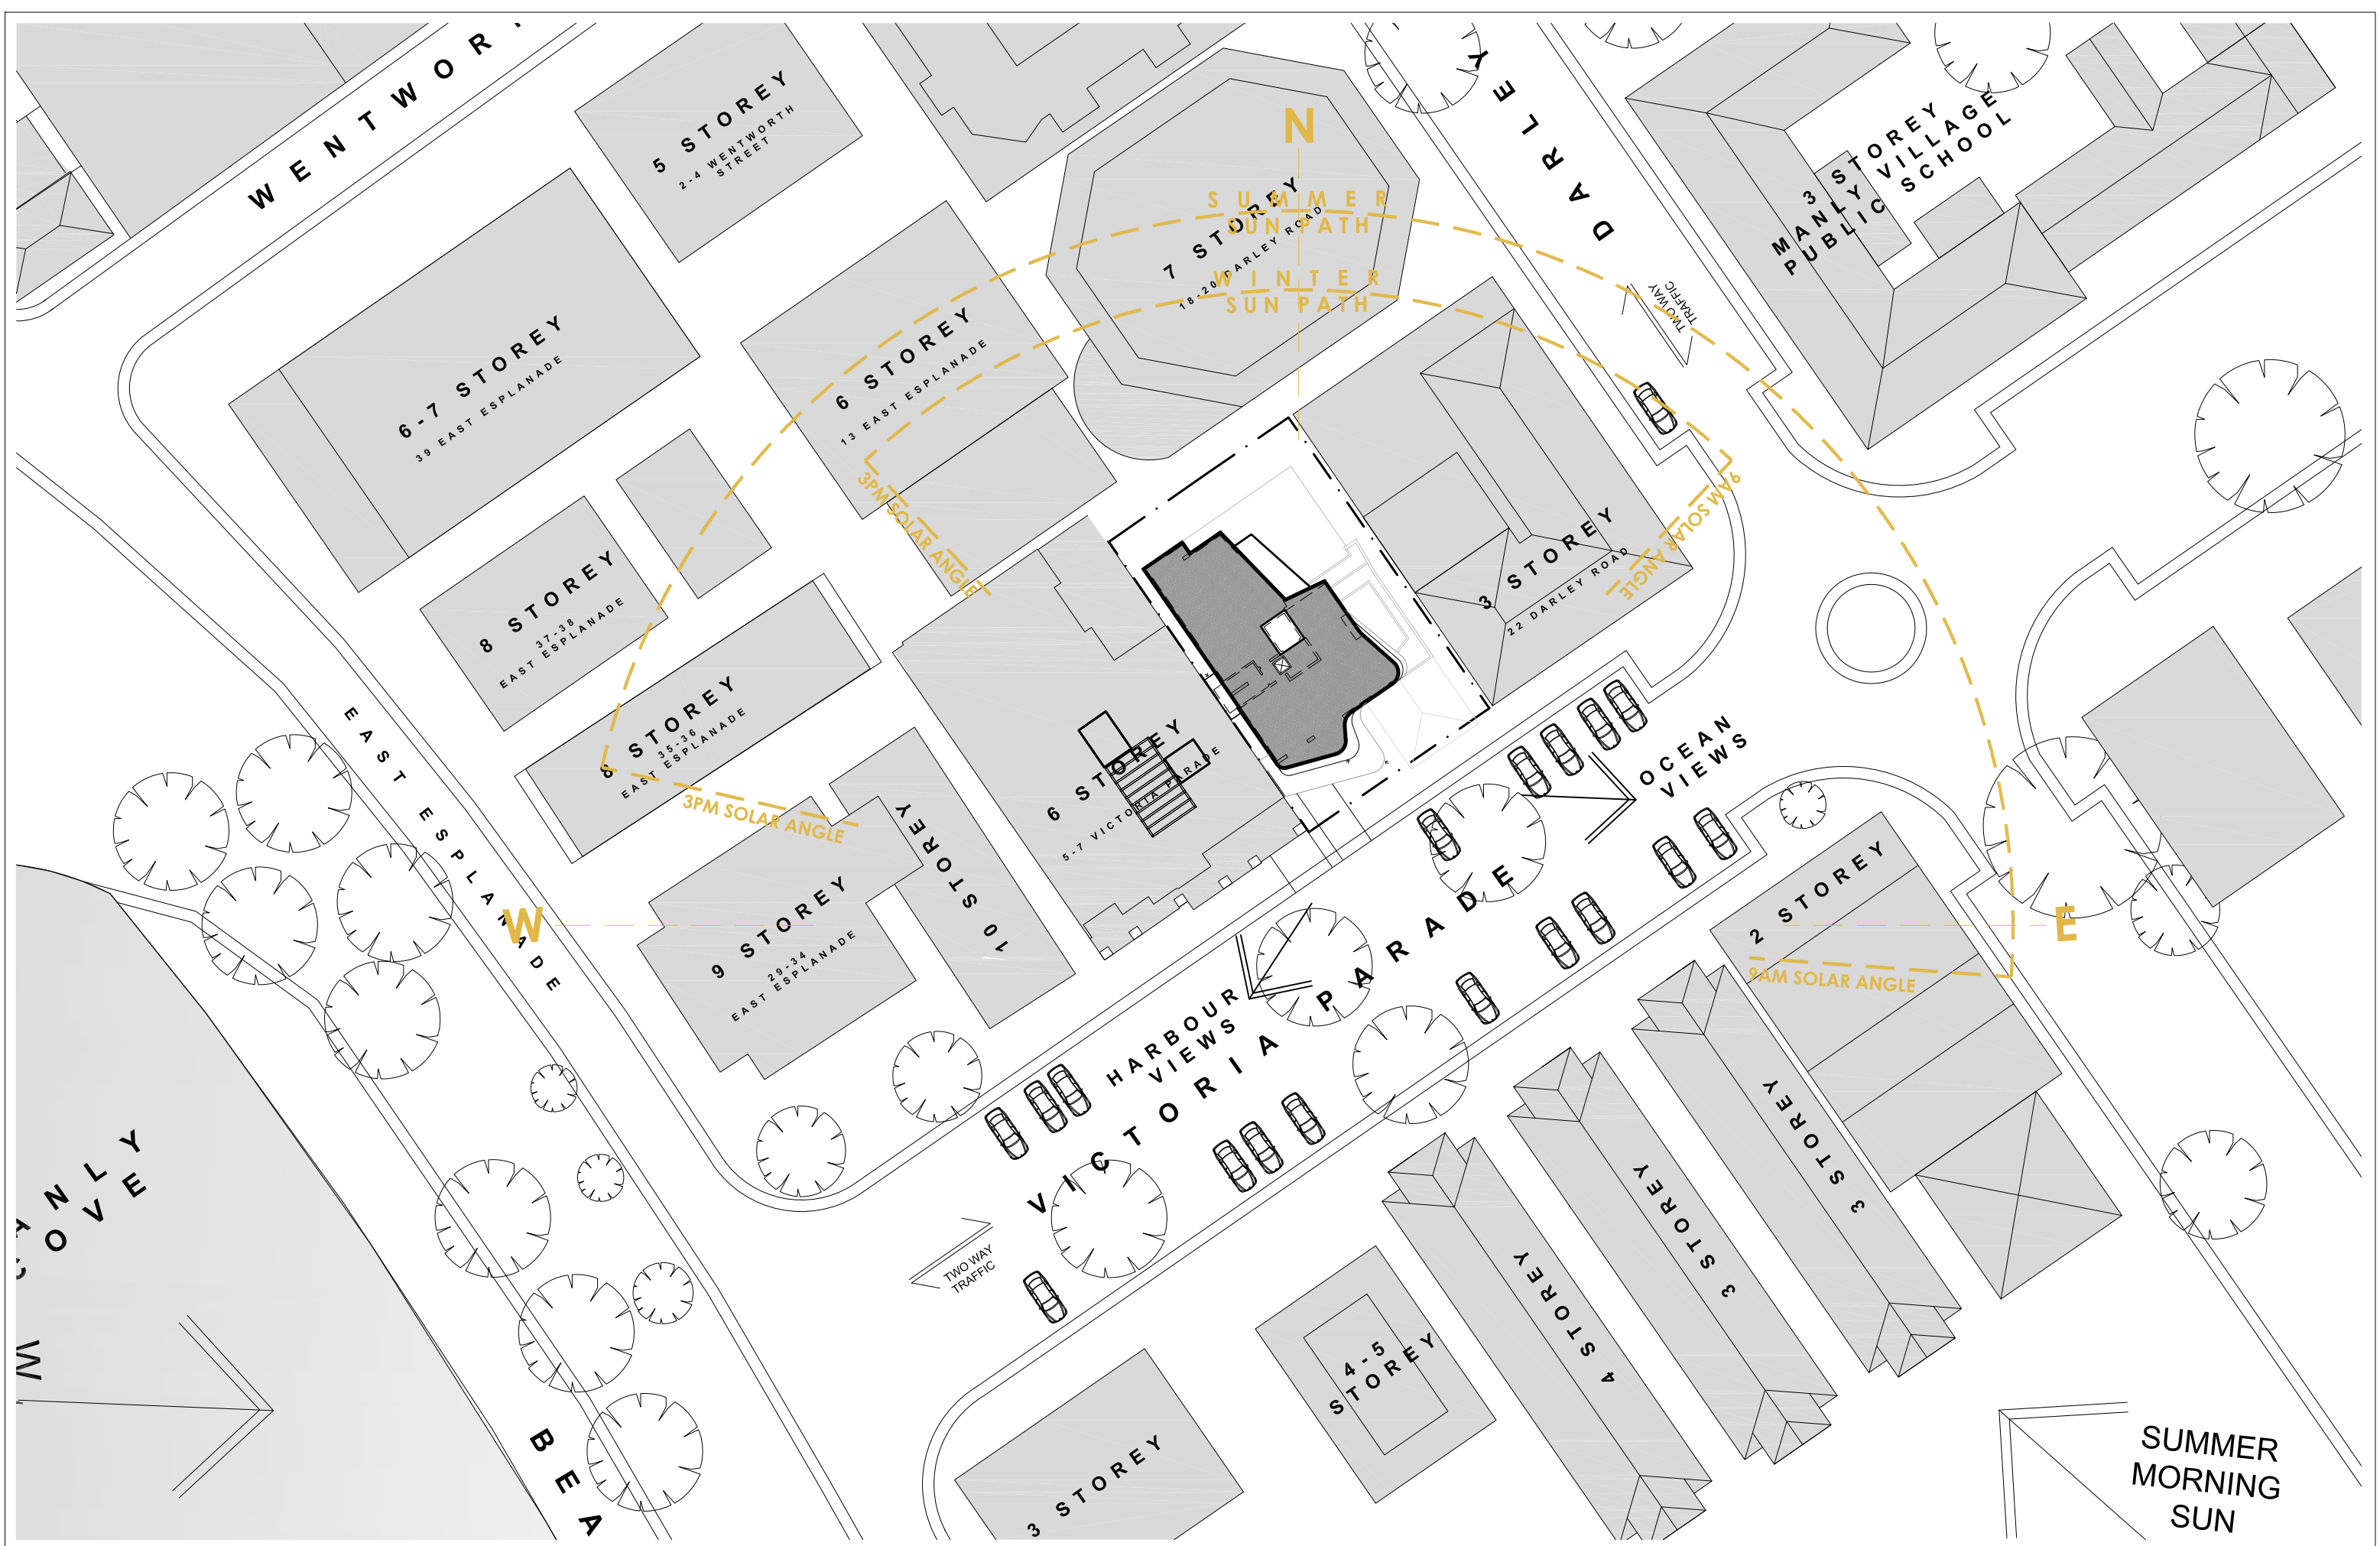 WENTWOR
5 STOREY
2-4 WENTWORTH
STREET
DARLEY
3 STOREY
MANLY VILLAGE
PUBLIC SCHOOL
N
SUMMER
SUN PATH
WINTER
SUN PATH
7 STOREY
18-20 DARLEY ROAD
TWO WAY
TRAFFIC
6-7 STOREY
39 EAST ESPLANADE
6 STOREY
13 EAST ESPLANADE
3PM SOLAR ANGLE
9AM SOLAR ANGLE
3 STOREY
22 DARLEY ROAD
8 STOREY
37-38
EAST ESPLANADE
8 STOREY
35-36
EAST ESPLANADE
3PM SOLAR ANGLE
EAST ESPLANADE
6 STOREY
5-7 VICTORIA PARADE
OCEAN
VIEWS
10 STOREY
9 STOREY
29-34
EAST ESPLANADE
W
E
2 STOREY
9AM SOLAR ANGLE
HARBOUR
VIEWS
VICTORIA PARADE
TWO WAY
TRAFFIC
3 STOREY
3 STOREY
4 STOREY
4-5
STOREY
3 STOREY
ANLY
OVE
W
BEA
SUMMER
MORNING
SUN